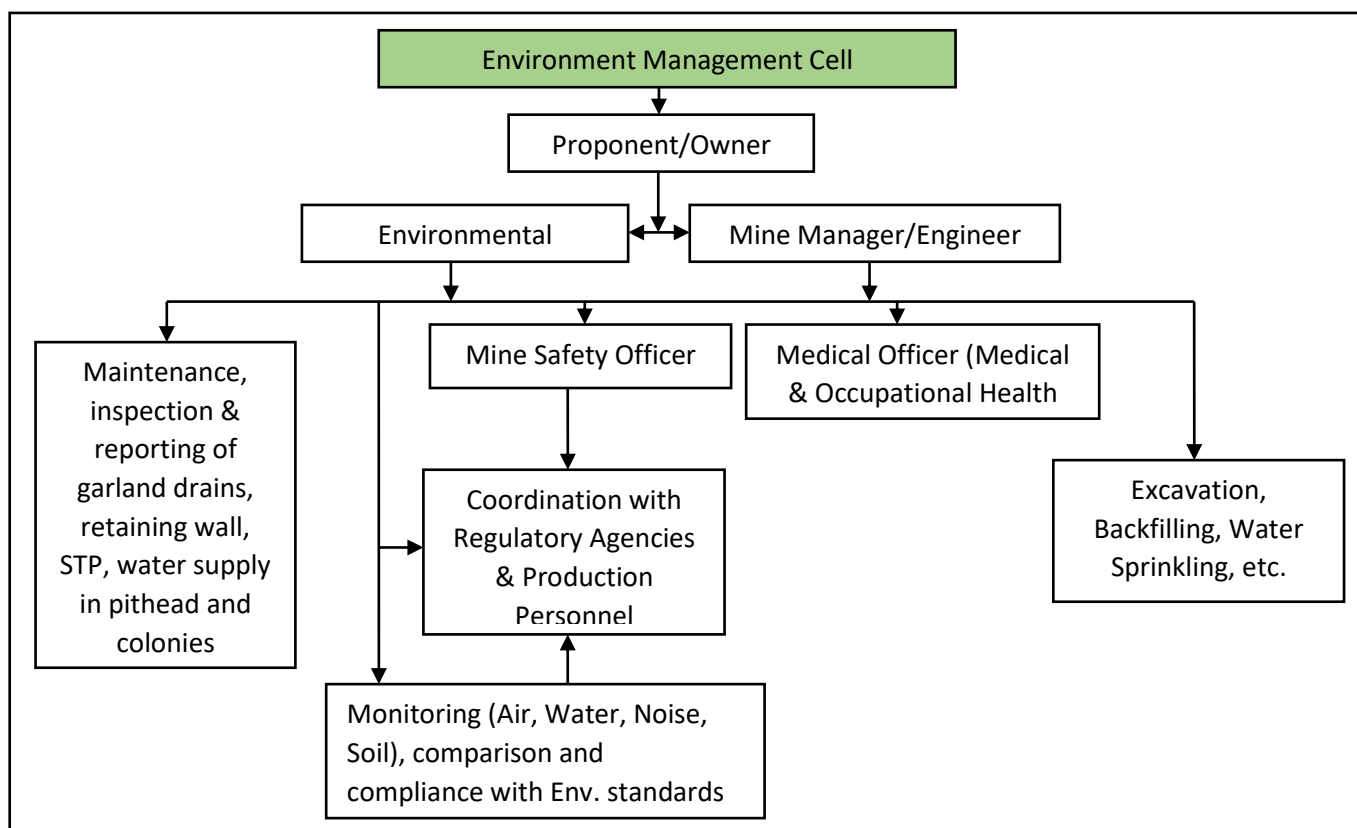 Environment Management Cell
Proponent/Owner
Environmental
Mine Manager/Engineer
Mine Safety Officer
Medical Officer (Medical
& Occupational Health
Maintenance,
inspection &
reporting of
garland drains,
retaining wall,
STP, water supply
in pithead and
colonies
Coordination with
Regulatory Agencies
& Production
Personnel
Excavation,
Backfilling, Water
Sprinkling, etc.
Monitoring (Air, Water, Noise,
Soil), comparison and
compliance with Env. standards